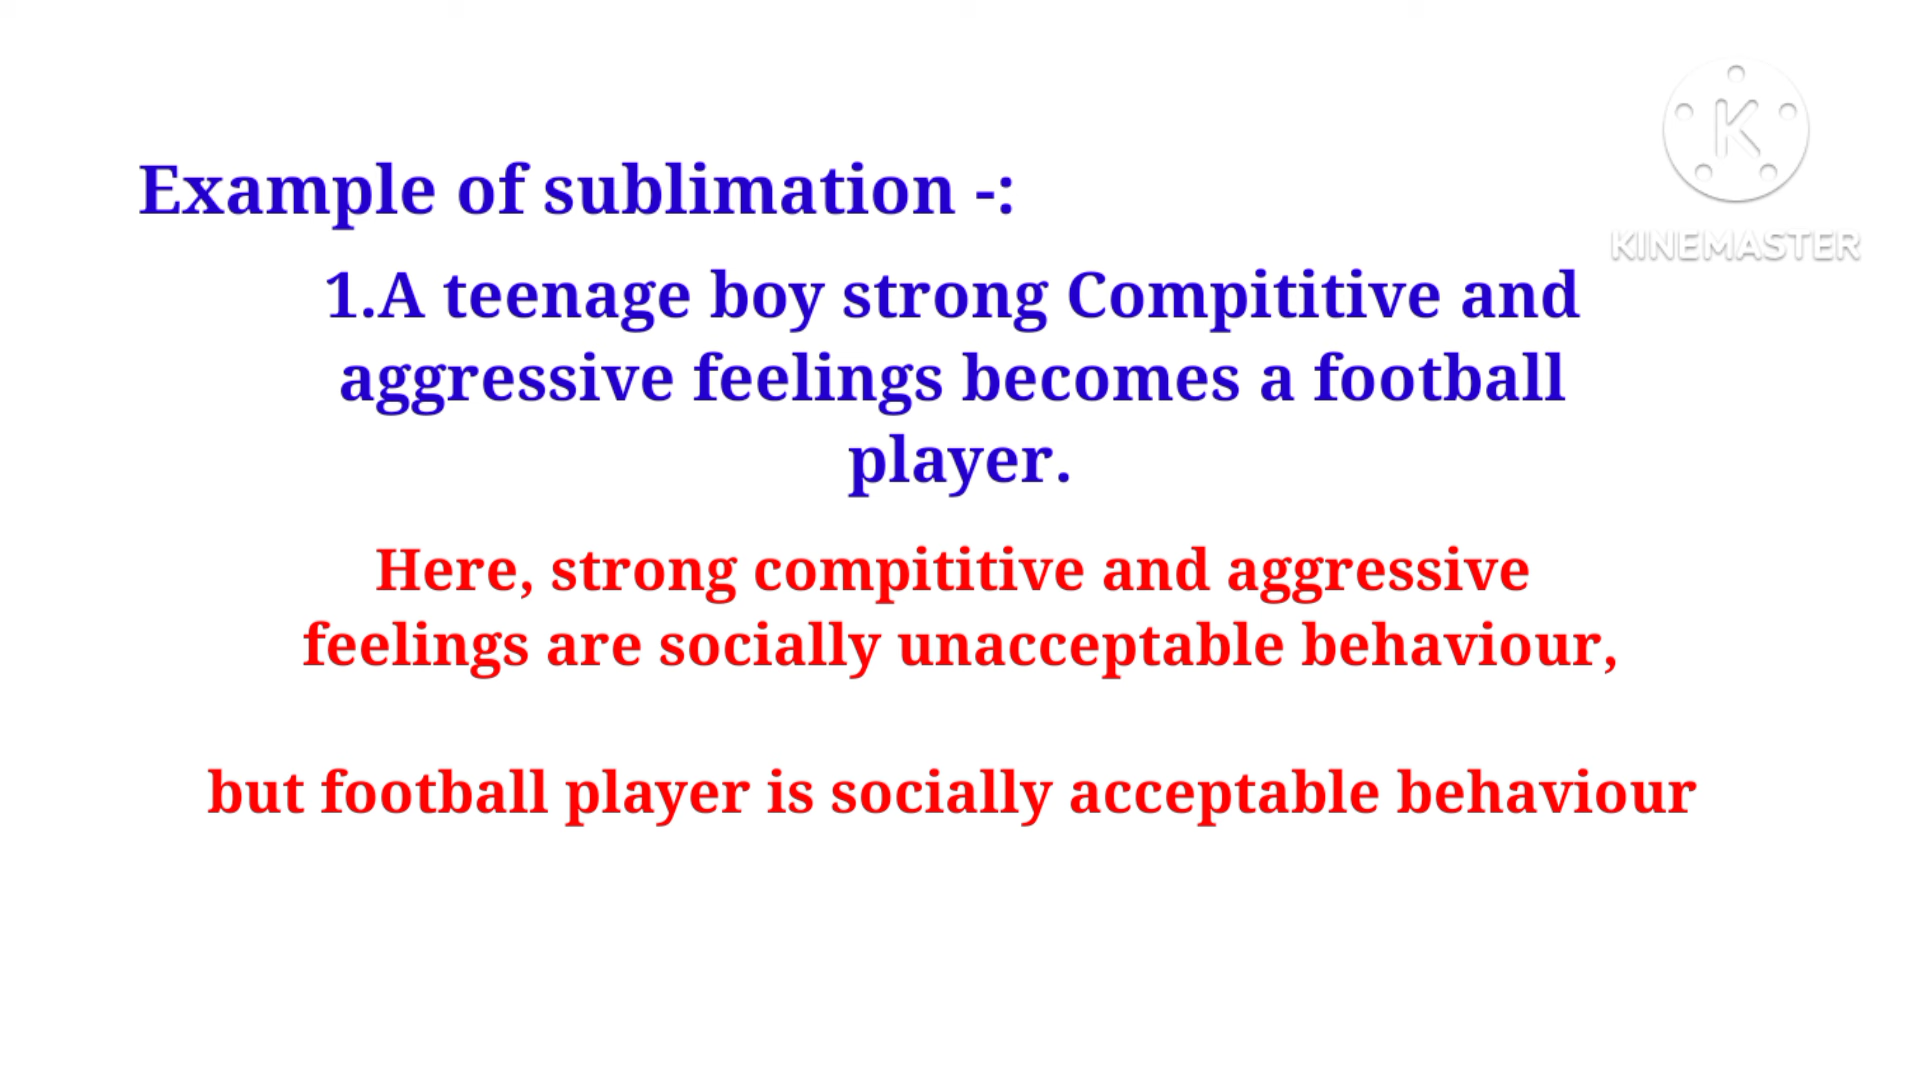 Example of sublimation -:
1.A teenage boy strong Compititive and
aggressive feelings becomes a football
player.
Here, strong compititive and aggressive
feelings are socially unacceptable behaviour,
but football player is socially acceptable behaviour
K
KINEMASTER